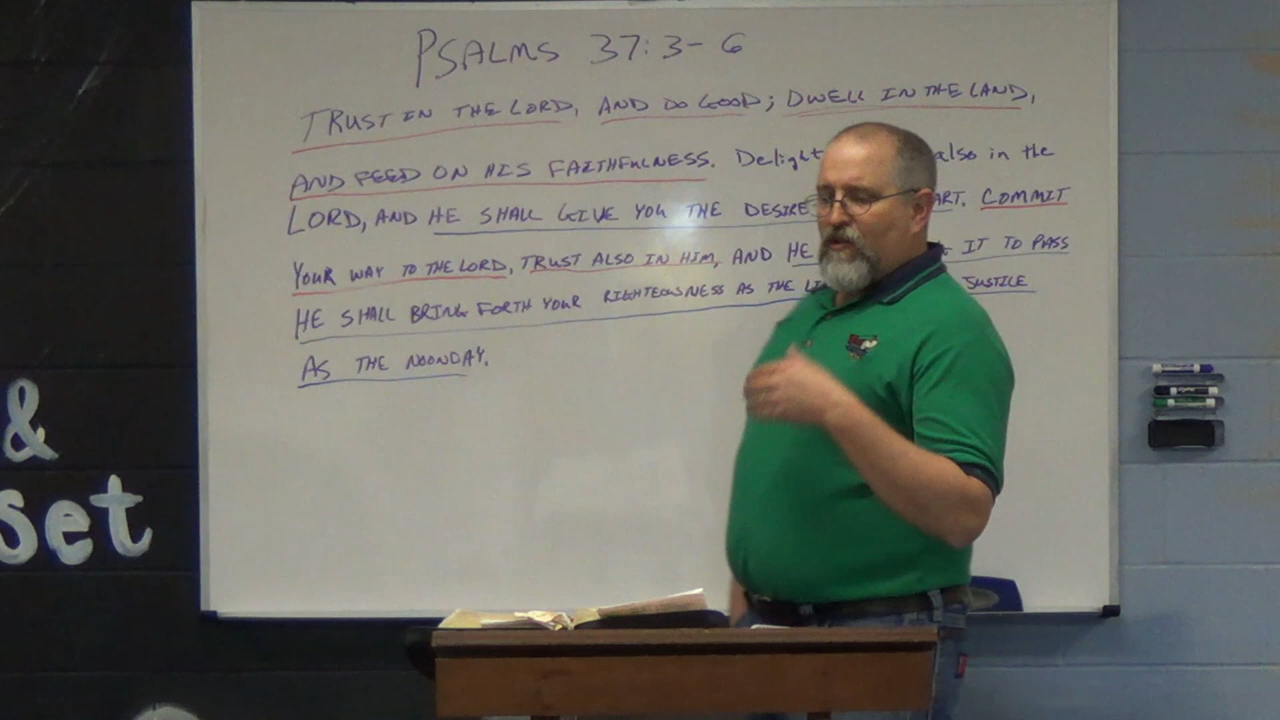 PSALMS 37:3-6
TRUST IN THE LORD, AND DO GOOD; DWELL IN THE LAND,
AND FEED ON HIS FAITHFULNESS. Delight also in the
LORD, AND HE SHALL GIVE YOU THE DESIRE ART. COMMIT
YOUR WAY TO THE LORD, TRUST ALSO IN HIM, AND HE IT TO PASS
HE SHALL BRING FORTH YOUR RIGHTEOUSNESS AS THE LI JUSTICE
AS THE NOONDAY.
&
set